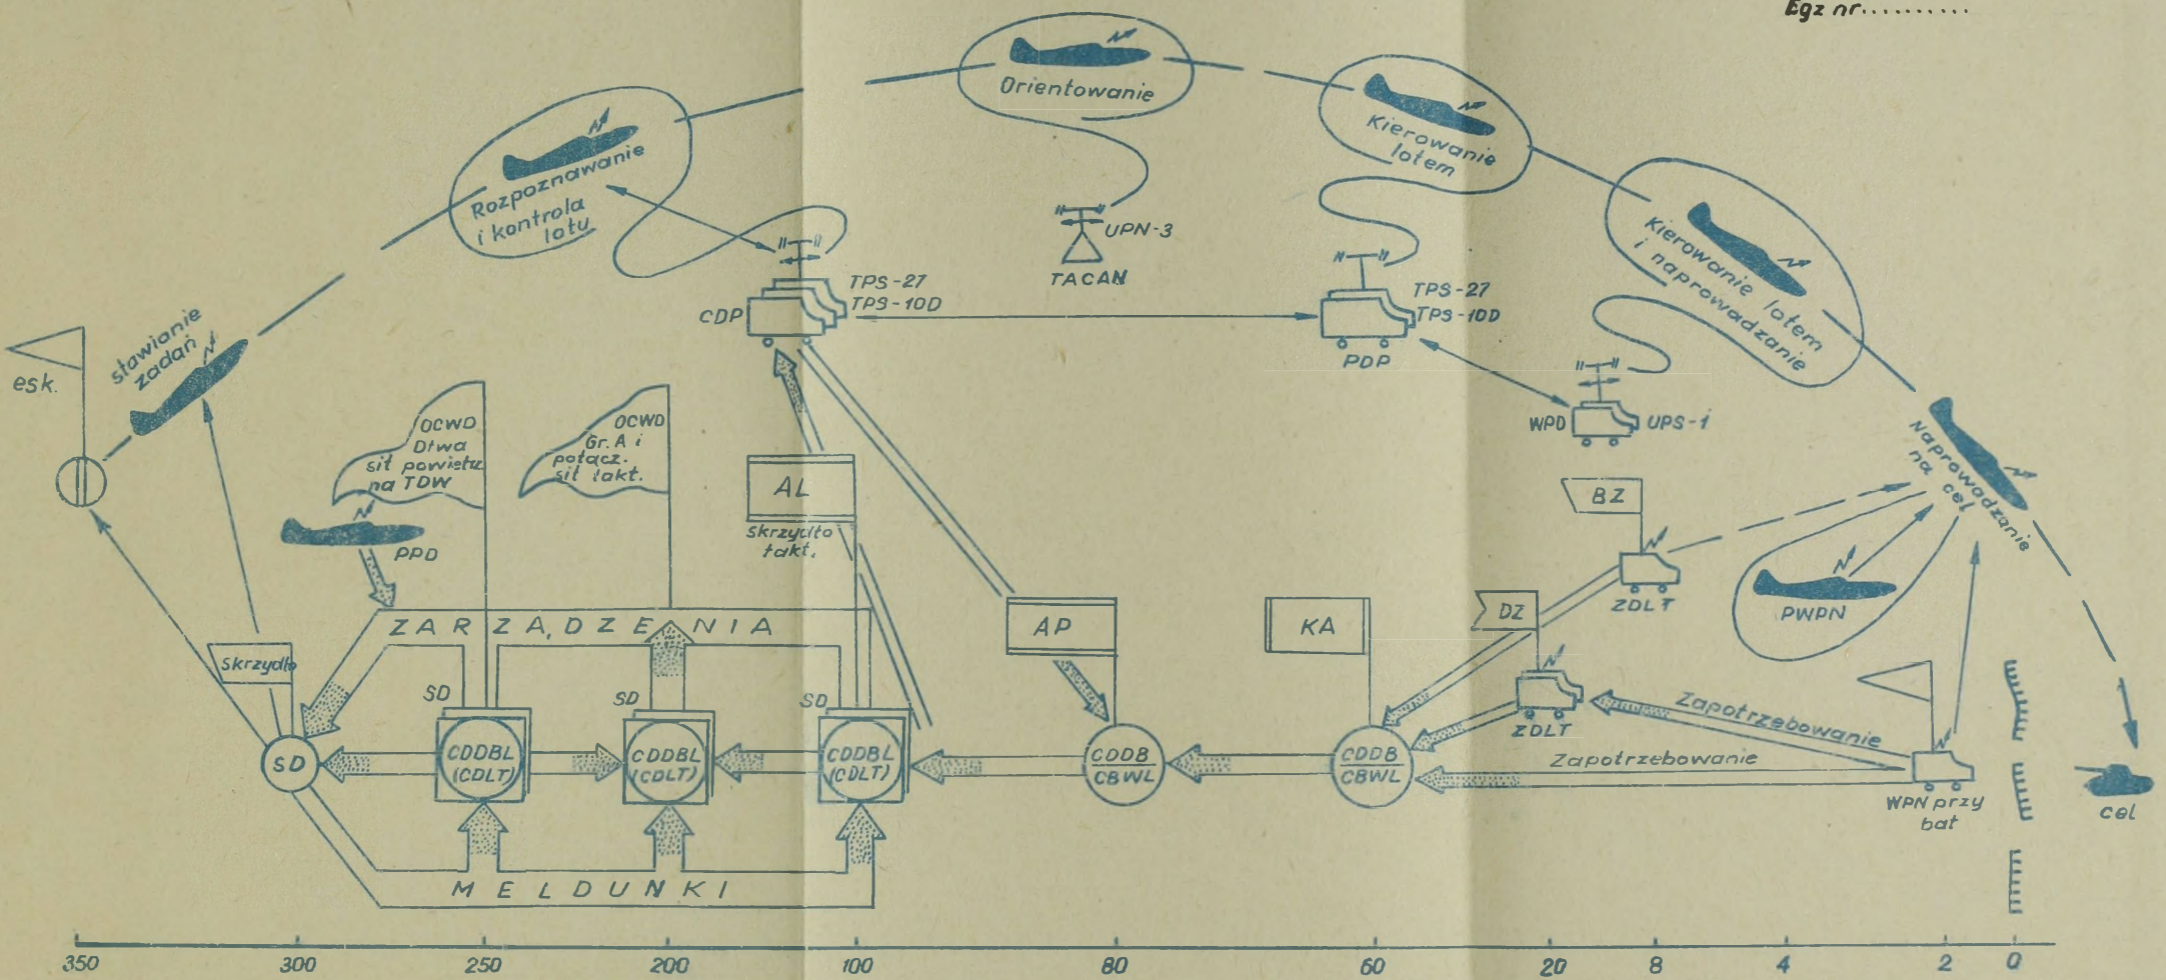 Egz nr..........
Orientowanie
Kierowanie
lotem
Rozpoznawanie
i kontrola
lotu
Kierowanie lotem
i naprowadzanie
UPN-3
TACAN
TPS-27
TPS-10D
CDP
TPS-27
TPS-10D
PDP
stawianie
zadań
esk.
WPD
UPS-1
Naprowadzanie
na cel
OCWD
Dtwa
sił powietrz.
na TDW
OCWD
Gr. A i
połącz.
sił takt.
AL
skrzydło
takt.
PPD
BZ
ZDLT
PWPN
ZARZĄDZENIA
AP
KA
DZ
ZDLT
Skrzydło
SD
SD
SD
SD
CDDBL
(CDLT)
CDDBL
(CDLT)
CDDBL
(CDLT)
CDDB
CBWL
CDDB
CBWL
Zapotrzebowanie
Zapotrzebowanie
WPN przy
bat
cel
MELDUNKI
350 300 250 200 100 80 60 20 8 4 2 0